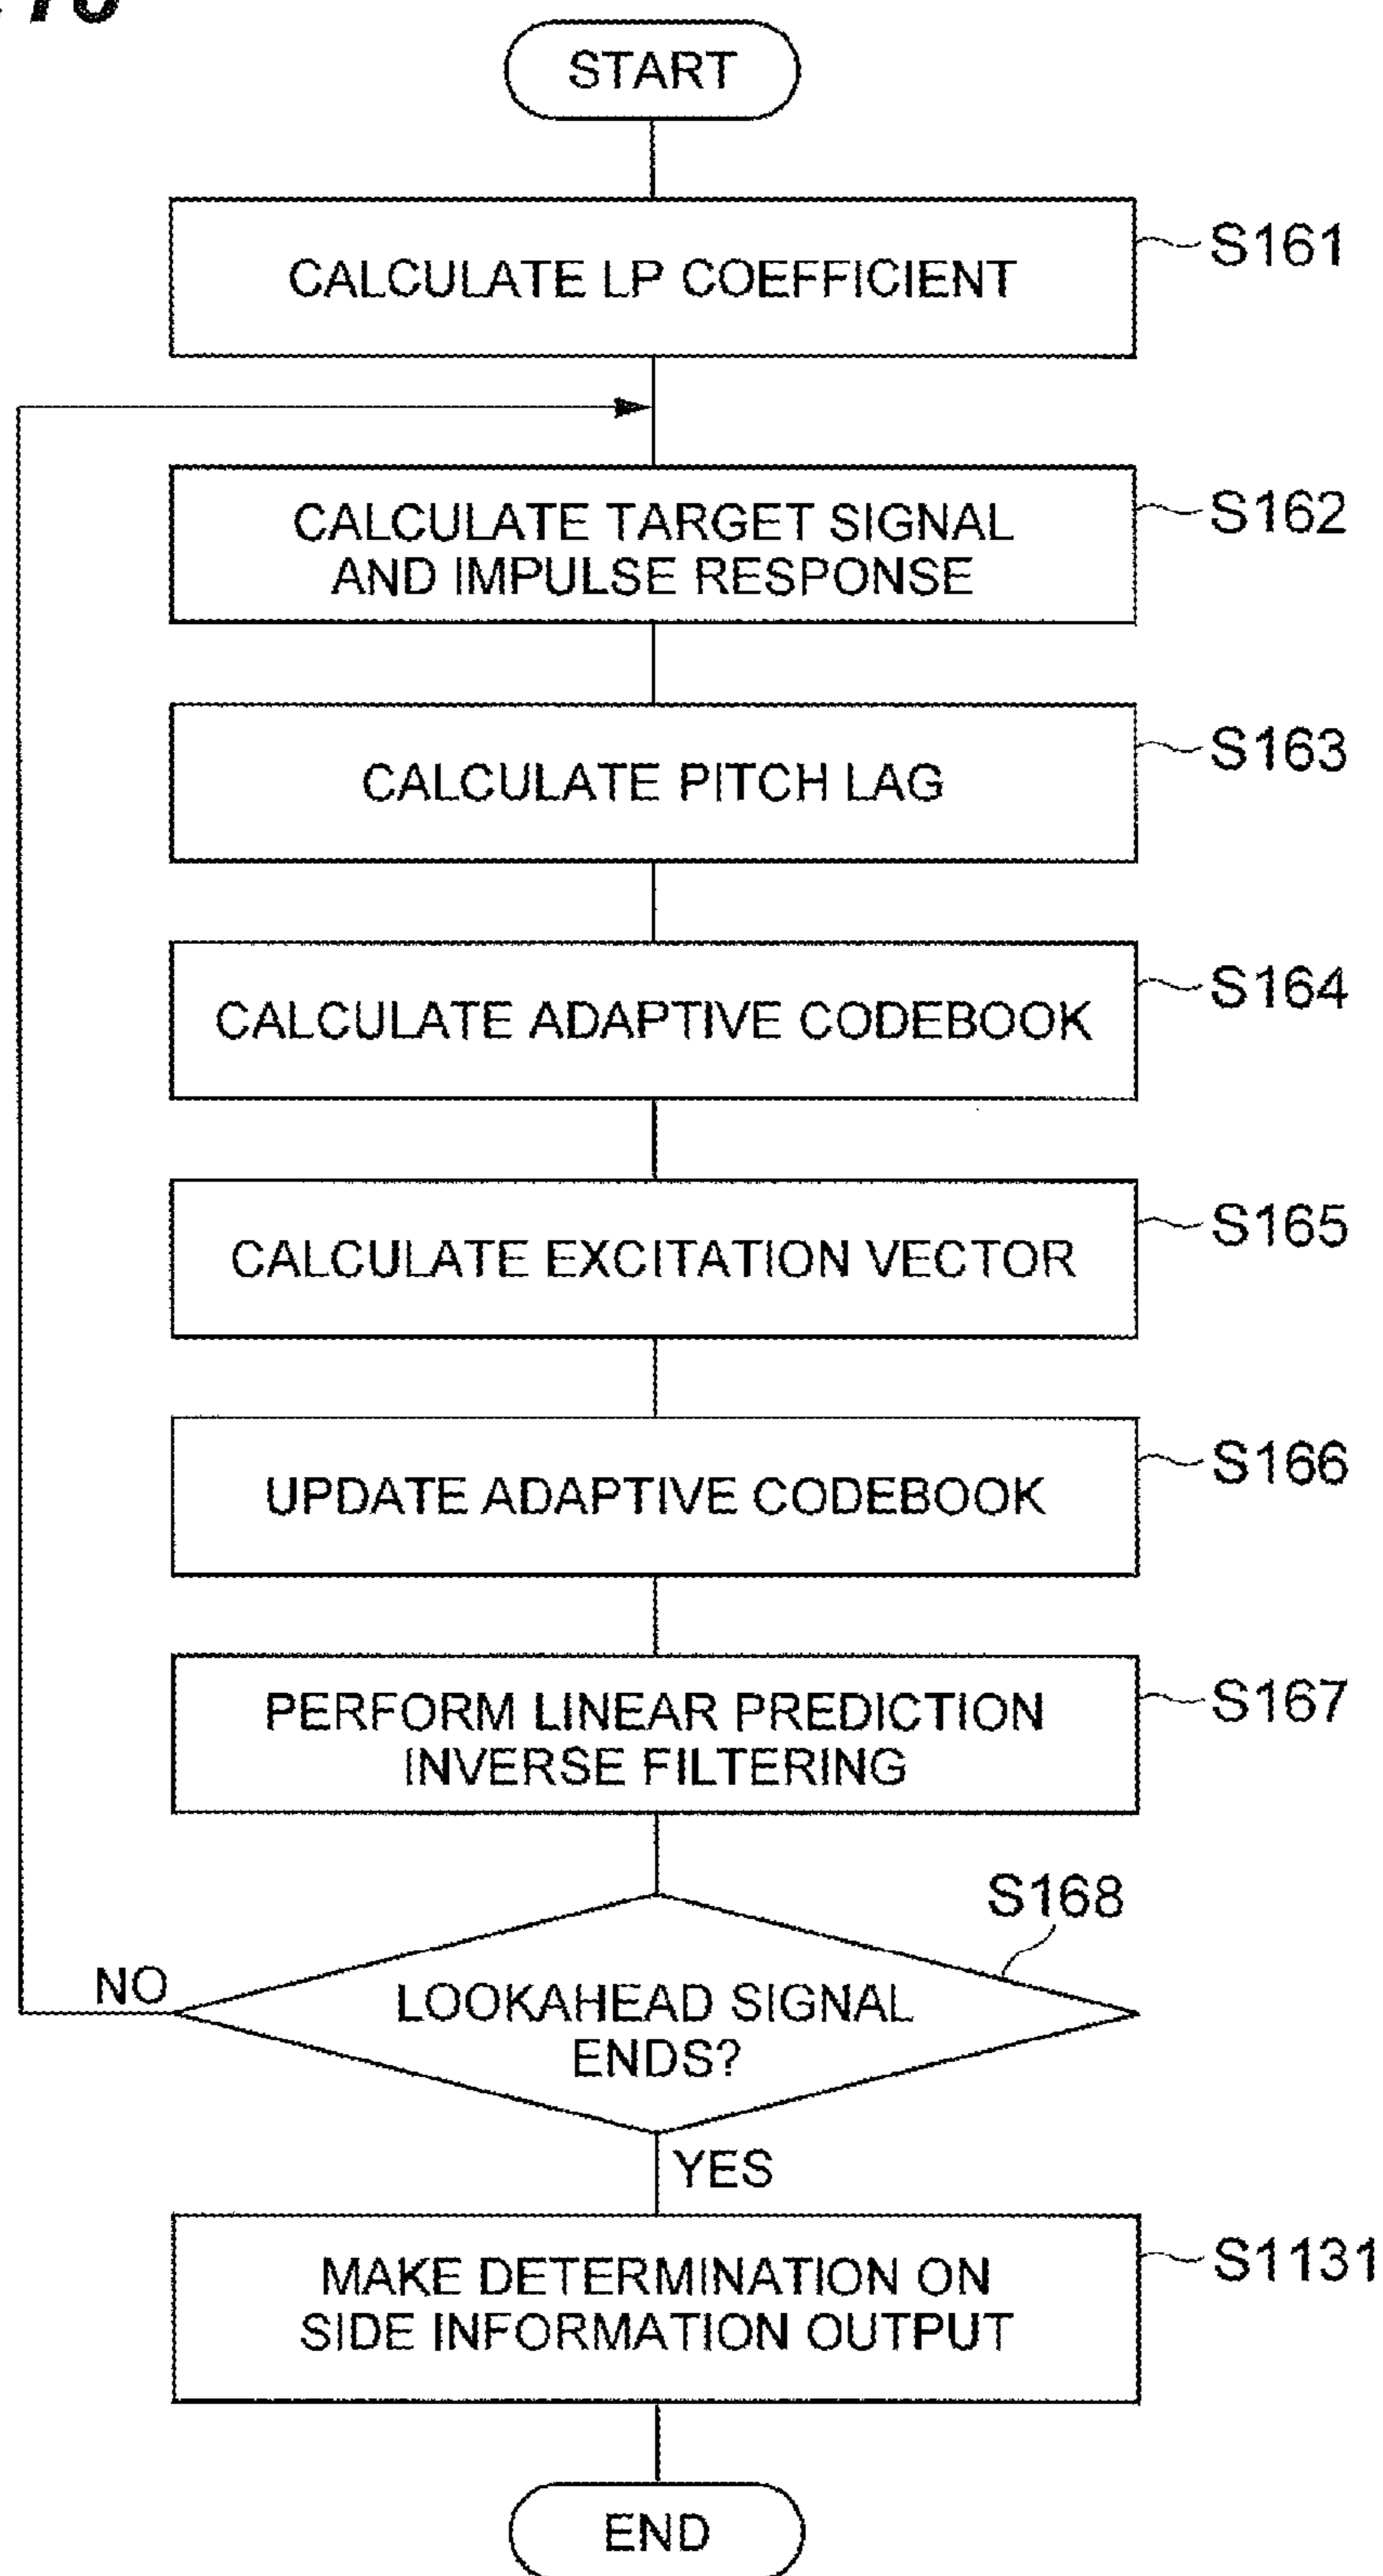 START
CALCULATE LP COEFFICIENT
S161
CALCULATE TARGET SIGNAL
AND IMPULSE RESPONSE
S162
CALCULATE PITCH LAG
S163
CALCULATE ADAPTIVE CODEBOOK
S164
CALCULATE EXCITATION VECTOR
S165
UPDATE ADAPTIVE CODEBOOK
S166
PERFORM LINEAR PREDICTION
INVERSE FILTERING
S167
S168
NO
LOOKAHEAD SIGNAL
ENDS?
YES
MAKE DETERMINATION ON
SIDE INFORMATION OUTPUT
S1131
END